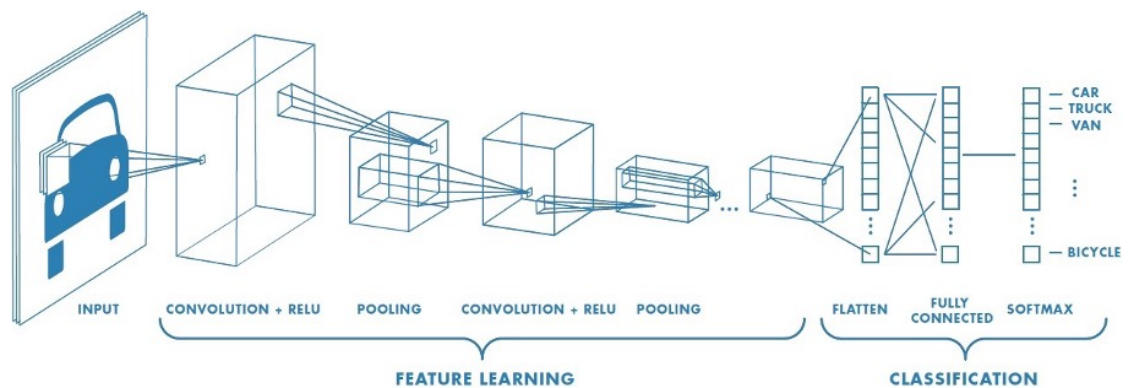 CAR
TRUCK
VAN
BICYCLE
INPUT
CONVOLUTION + RELU
POOLING
CONVOLUTION + RELU
POOLING
FLATTEN
FULLY
CONNECTED
SOFTMAX
FEATURE LEARNING
CLASSIFICATION